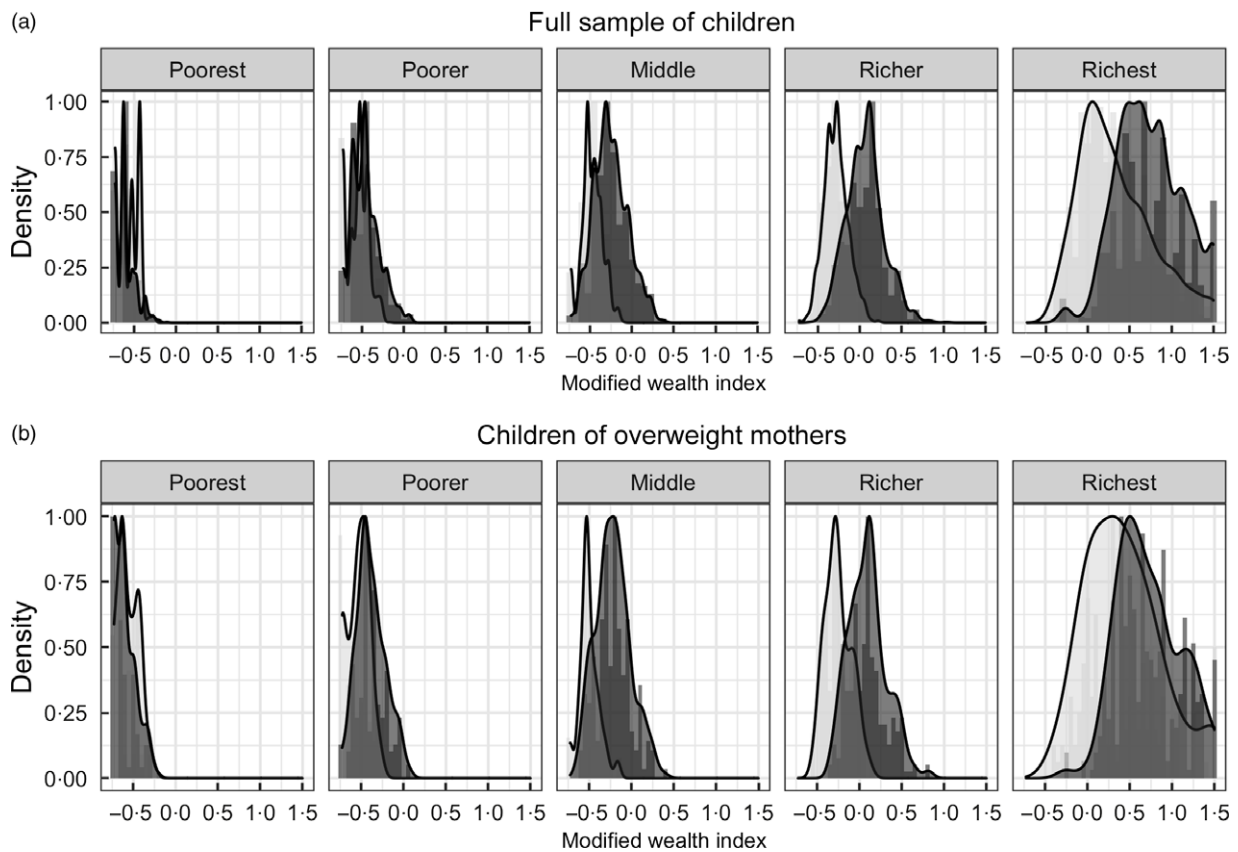 (a)
Full sample of children
Poorest Poorer Middle Richer Richest
1·00
0·75
0·50
0·25
0·00
Density
−0·5 0·0 0·5 1·0 1·5 −0·5 0·0 0·5 1·0 1·5 −0·5 0·0 0·5 1·0 1·5 −0·5 0·0 0·5 1·0 1·5 −0·5 0·0 0·5 1·0 1·5
Modified wealth index
(b)
Children of overweight mothers
Poorest Poorer Middle Richer Richest
1·00
0·75
0·50
0·25
0·00
Density
−0·5 0·0 0·5 1·0 1·5 −0·5 0·0 0·5 1·0 1·5 −0·5 0·0 0·5 1·0 1·5 −0·5 0·0 0·5 1·0 1·5 −0·5 0·0 0·5 1·0 1·5
Modified wealth index